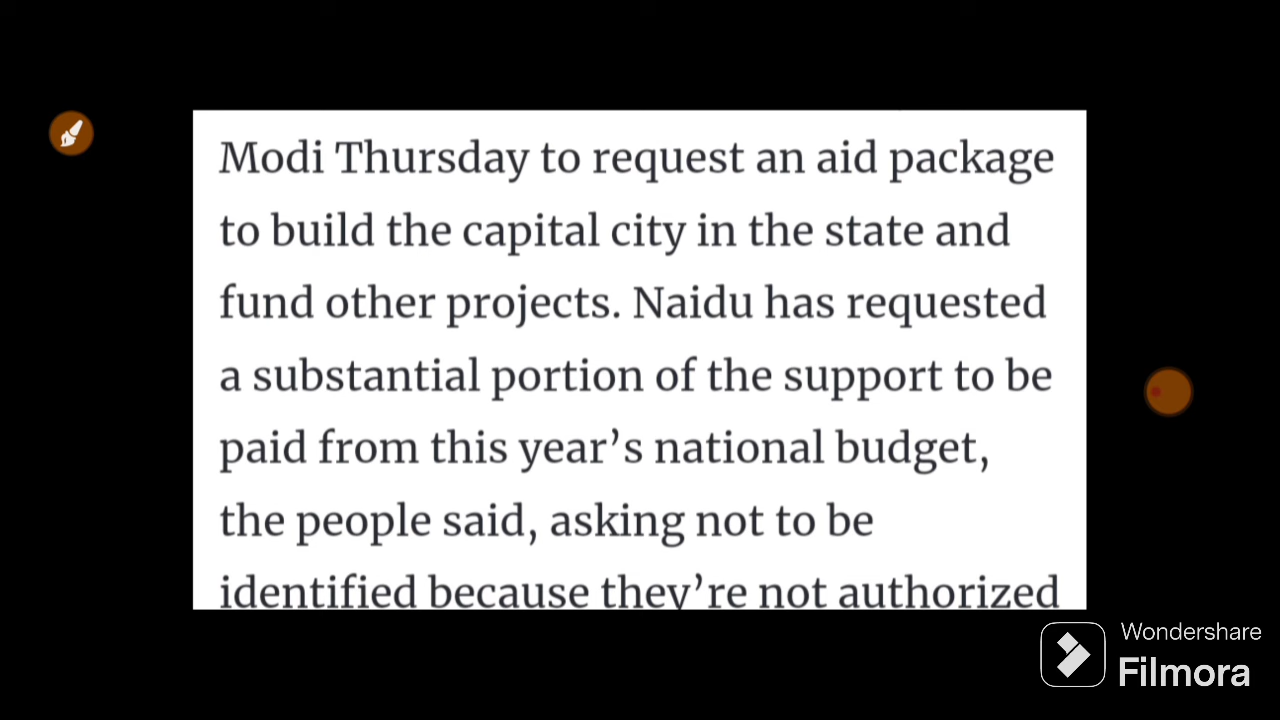 Modi Thursday to request an aid package
to build the capital city in the state and
fund other projects. Naidu has requested
a substantial portion of the support to be
paid from this year’s national budget,
the people said, asking not to be
identified because they’re not authorized
Wondershare
Filmora